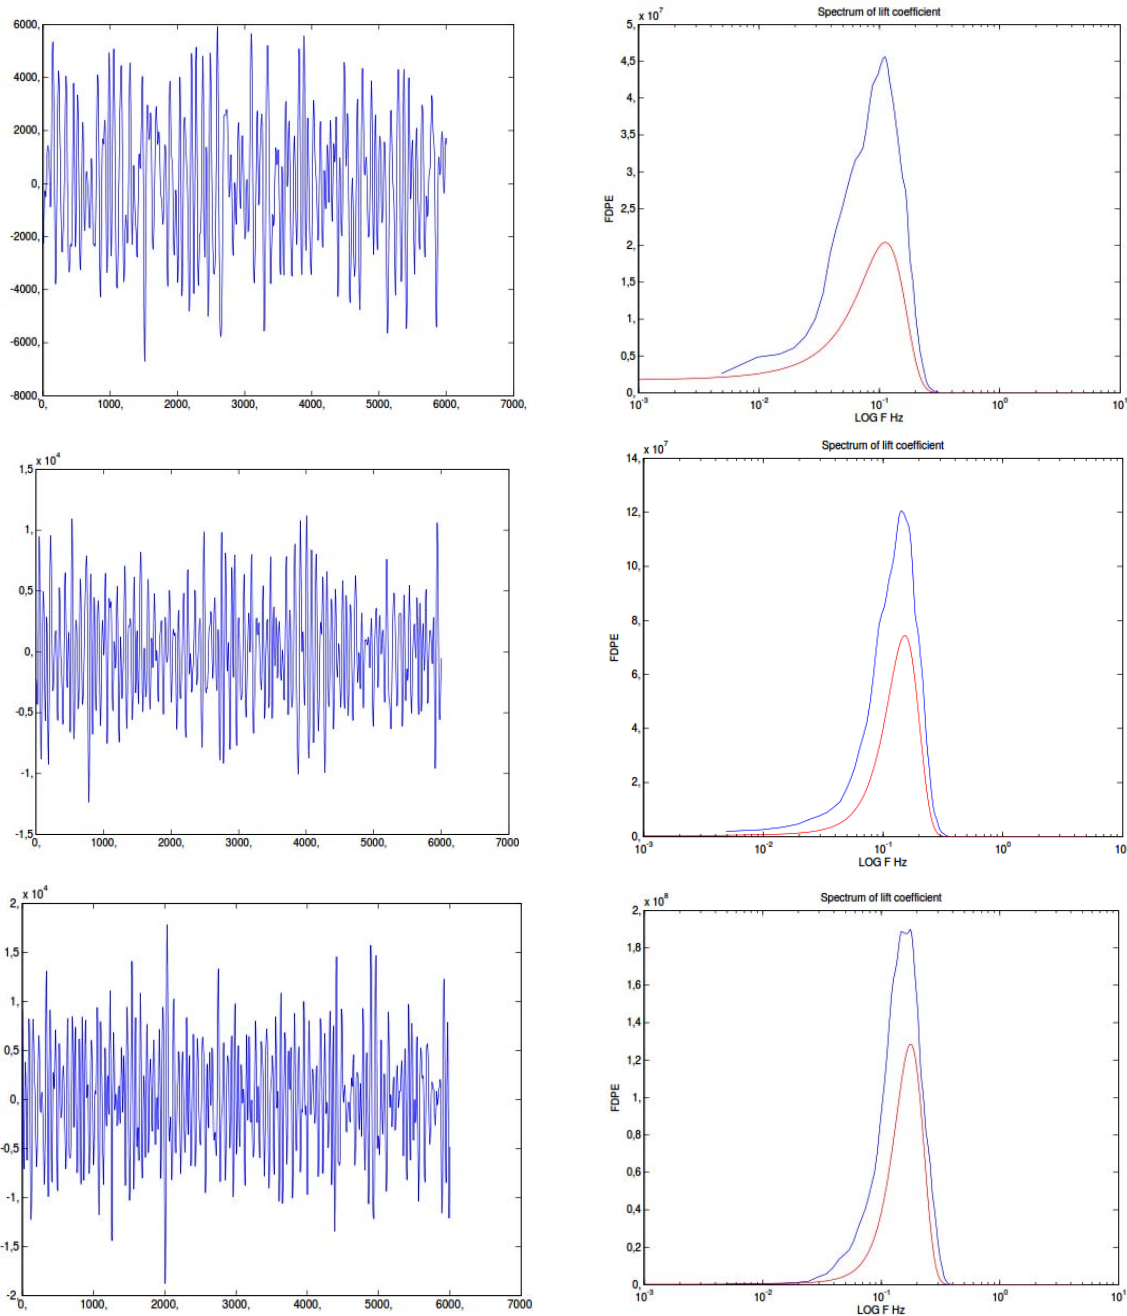 6000,
4000,
2000,
0,
-2000,
-4000,
-6000,
-8000,
0, 1000, 2000, 3000, 4000, 5000, 6000, 7000,
Spectrum of lift coefficient
x 10^7
5,
4,5
4,
3,5
3,
2,5
2,
1,5
1,
0,5
0,
FDPE
10^-3 10^-2 10^-1 10^0 10^1
LOG F Hz
x 10^4
1,5
1,
0,5
0,
-0,5
-1,
-1,5
0, 1000, 2000, 3000, 4000, 5000, 6000, 7000,
Spectrum of lift coefficient
x 10^7
14,
12,
10,
8,
6,
4,
2,
0,
FDPE
10^-3 10^-2 10^-1 10^0 10
LOG F Hz
x 10^4
2,
1,5
1,
0,5
0,
-0,5
-1,
-1,5
-2,
0, 1000, 2000, 3000, 4000, 5000, 6000 7000
Spectrum of lift coefficient
x 10^8
2,
1,8
1,6
1,4
1,2
1,
0,8
0,6
0,4
0,2
0,
FDPE
10^-3 10^-2 10^-1 10^0 10^1
LOG F Hz